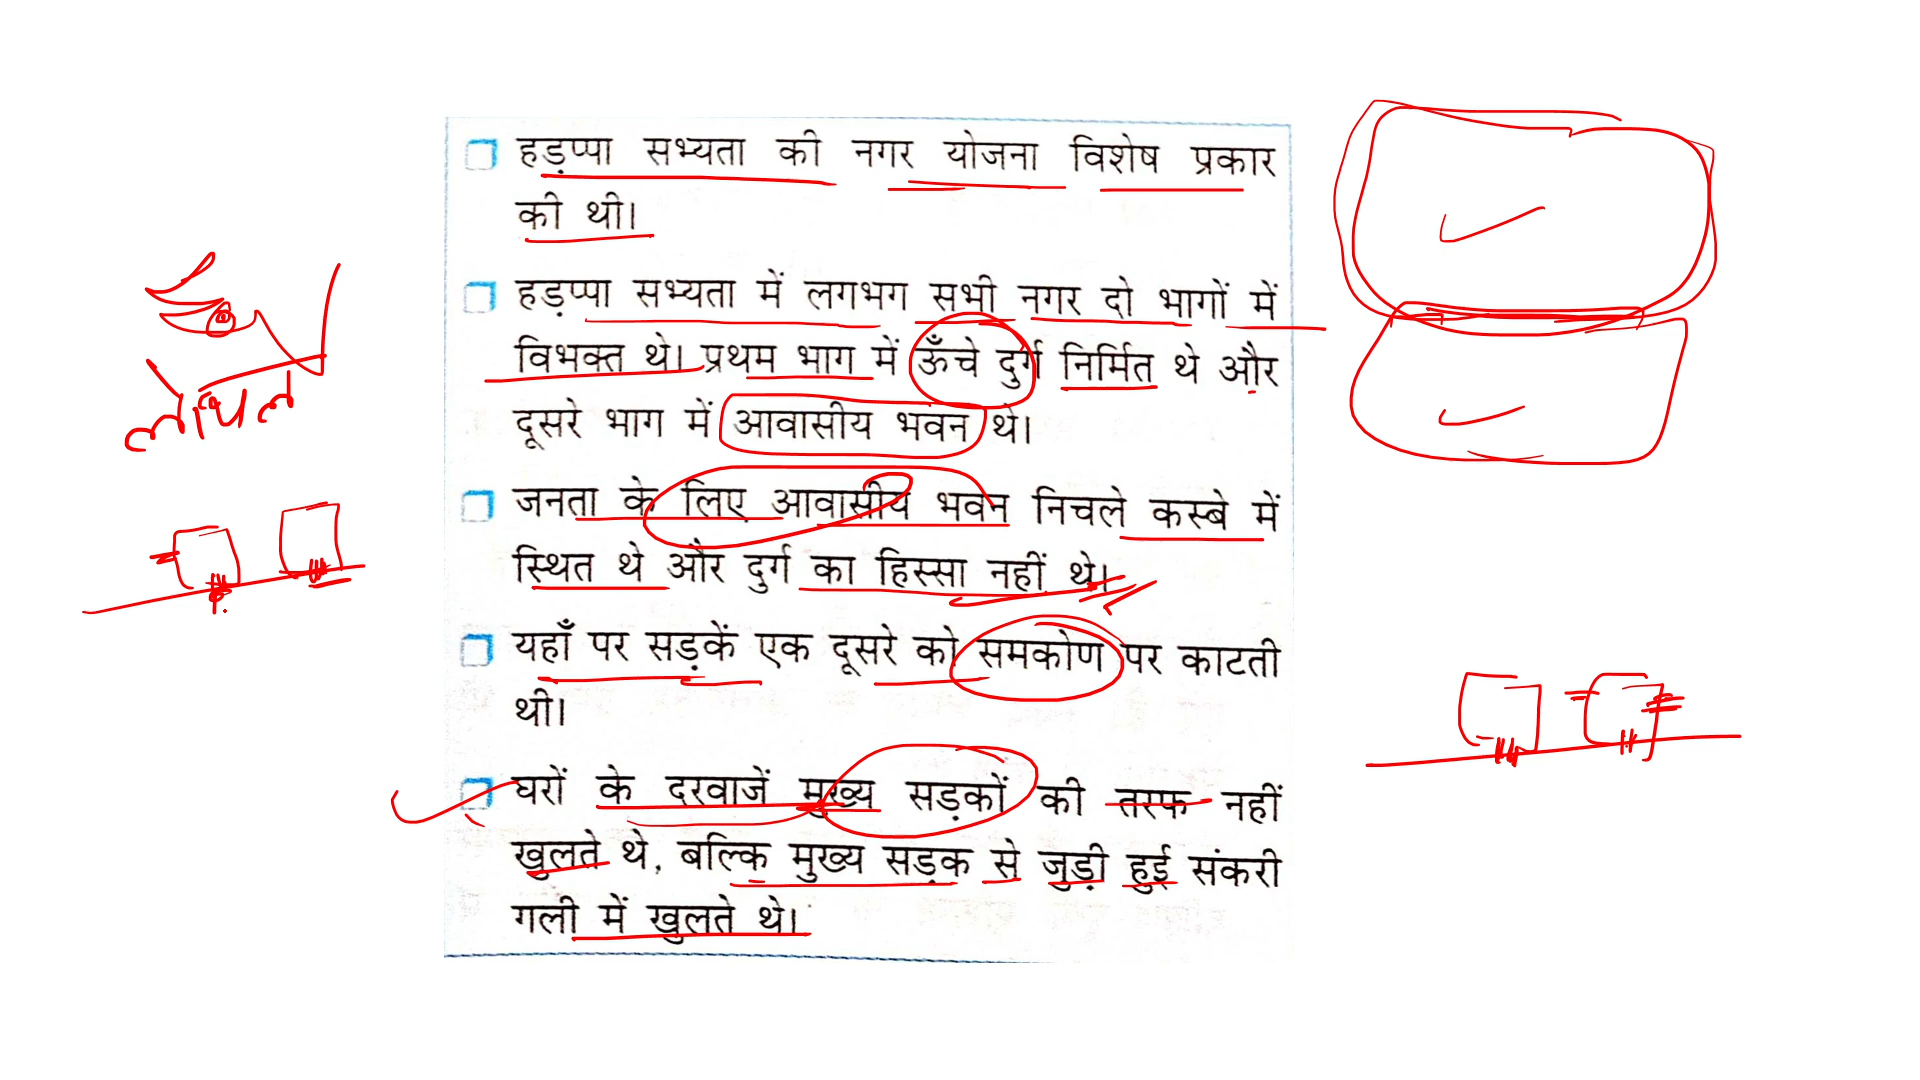 हड़प्पा सभ्यता की नगर योजना विशेष प्रकार
की थी।
हड़प्पा सभ्यता में लगभग सभी नगर दो भागों में
विभक्त थे। प्रथम भाग में ऊँचे दुर्ग निर्मित थे और
दूसरे भाग में आवासीय भवन थे।
जनता के लिए आवासीय भवन निचले कस्बे में
स्थित थे और दुर्ग का हिस्सा नहीं थे।
यहाँ पर सड़कें एक दूसरे को समकोण पर काटती
थी।
घरों के दरवाजें मुख्य सड़कों की तरफ नहीं
खुलते थे, बल्कि मुख्य सड़क से जुड़ी हुई संकरी
गली में खुलते थे।
लोथल